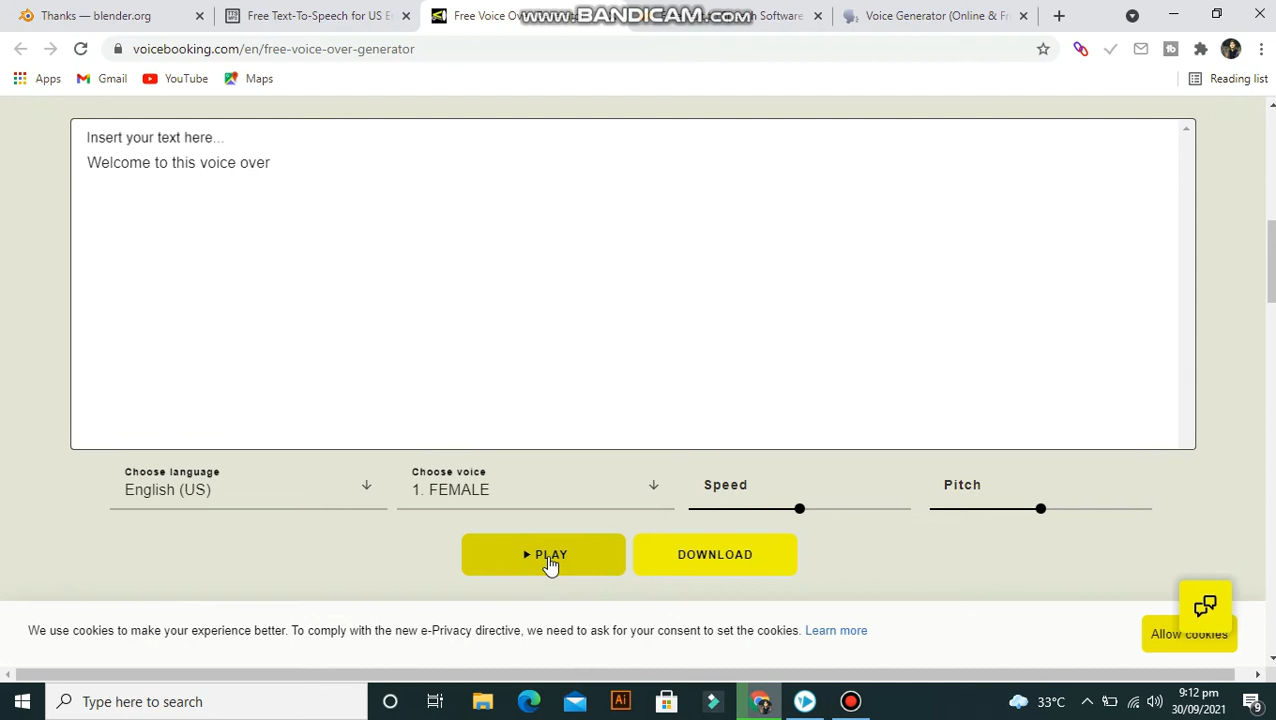 Thanks — blender.org
Free Text-To-Speech for US E
Free Voice Ov
www.BANDICAM.com
h Software
Voice Generator (Online & Fr
voicebooking.com/en/free-voice-over-generator
Apps
Gmail
YouTube
Maps
Reading list
Insert your text here...
Welcome to this voice over
Choose language
English (US)
Choose voice
1. FEMALE
Speed
Pitch
PLAY
DOWNLOAD
We use cookies to make your experience better. To comply with the new e-Privacy directive, we need to ask for your consent to set the cookies. Learn more
Allow cookies
Type here to search
Ai
33°C
9:12 pm
30/09/2021
9